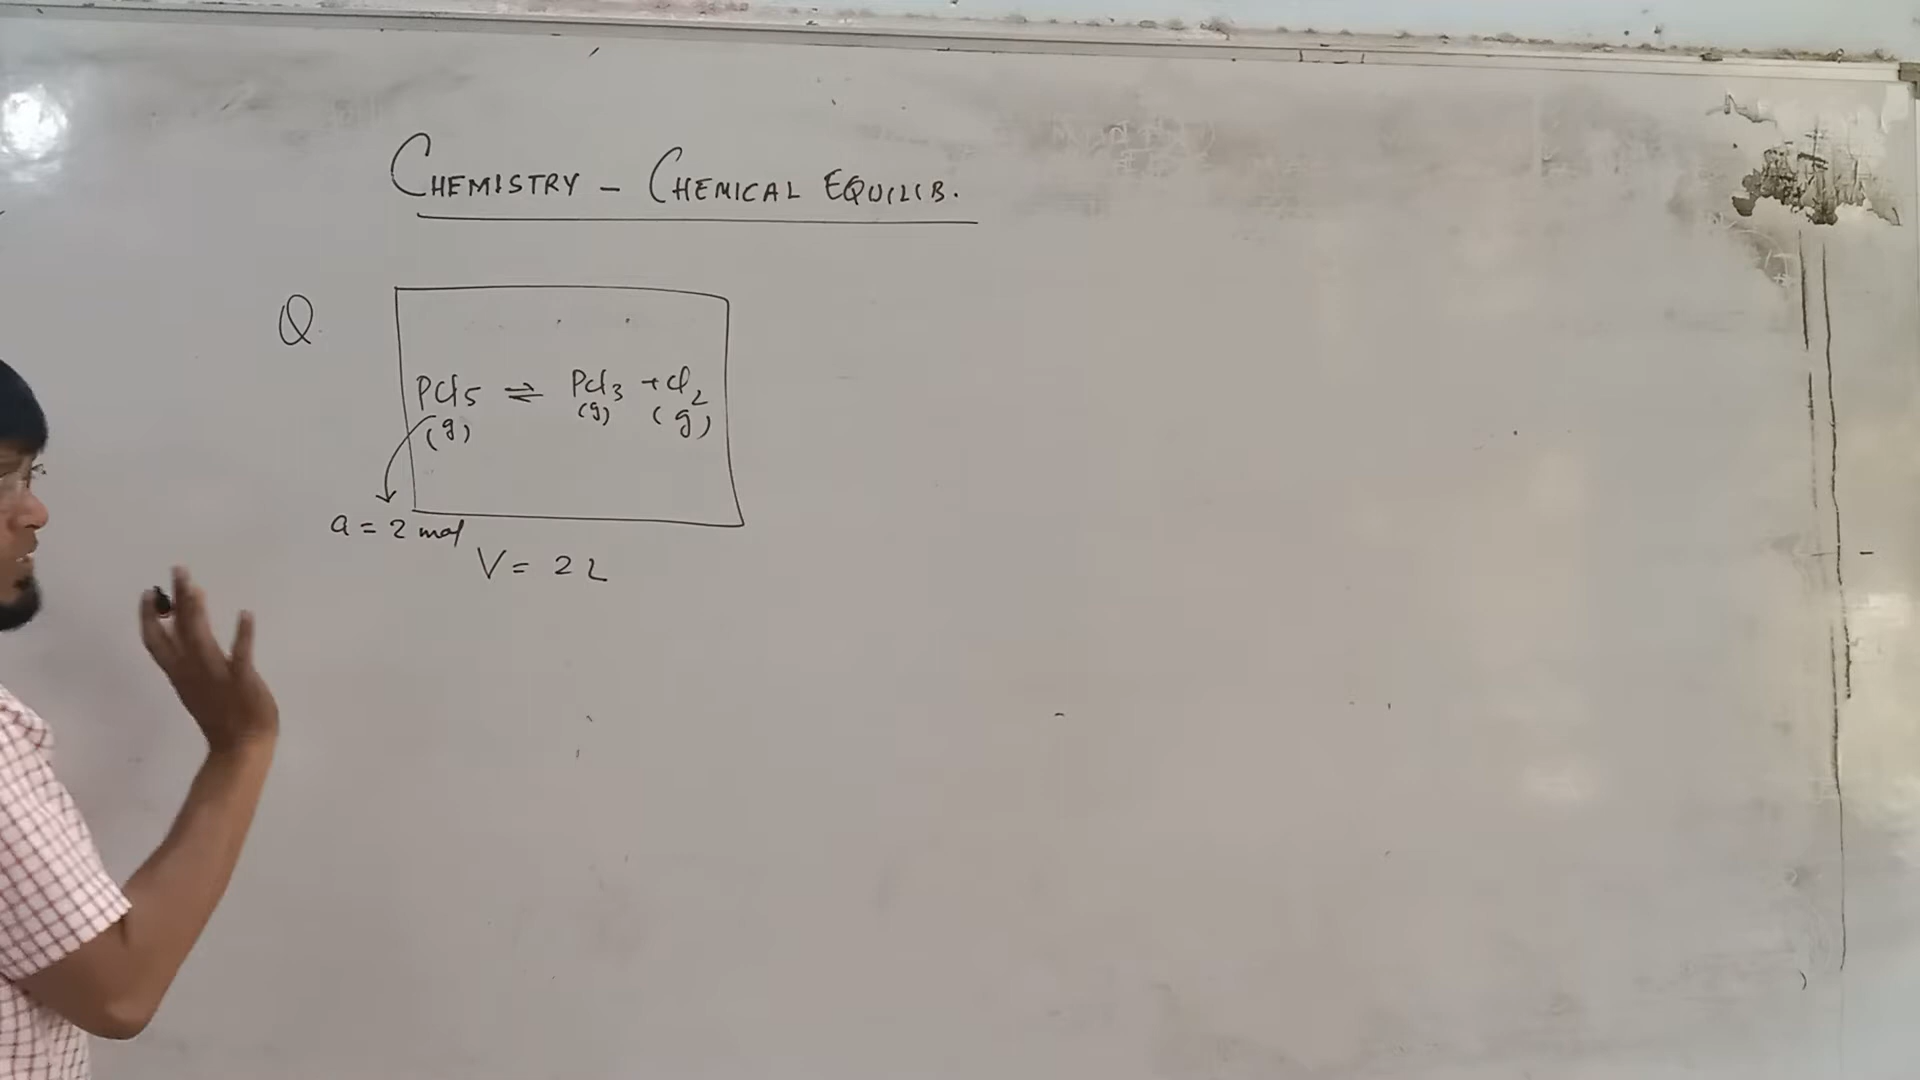 CHEMISTRY – CHEMICAL EQUILIB.
Q
PCl5 ⇌ PCl3 + Cl2
(g) (g) (g)
a = 2 mol
V = 2 L